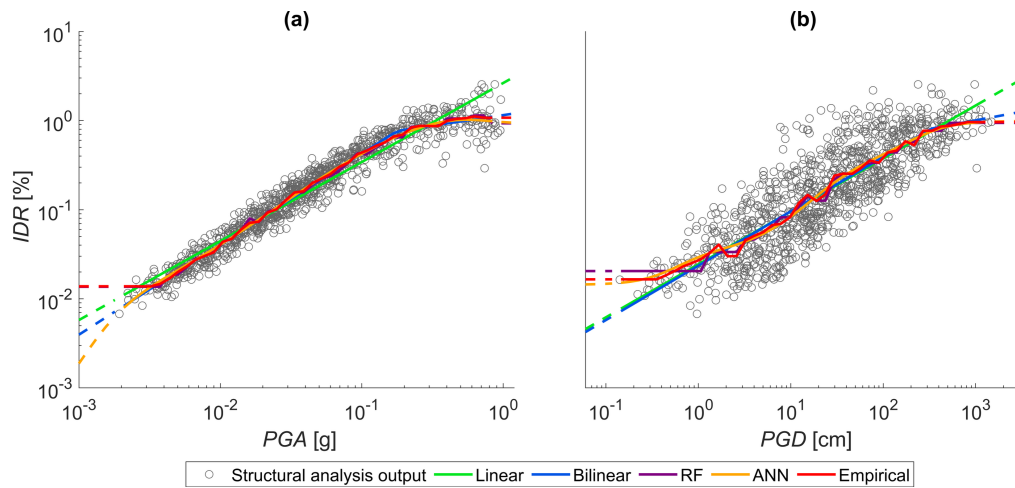 (a) (b)
IDR [%]
10^1
10^0
10^-1
10^-2
10^-3
10^-3 10^-2 10^-1 10^0
10^-1 10^0 10^1 10^2 10^3
PGA [g] PGD [cm]
Structural analysis output Linear Bilinear RF ANN Empirical